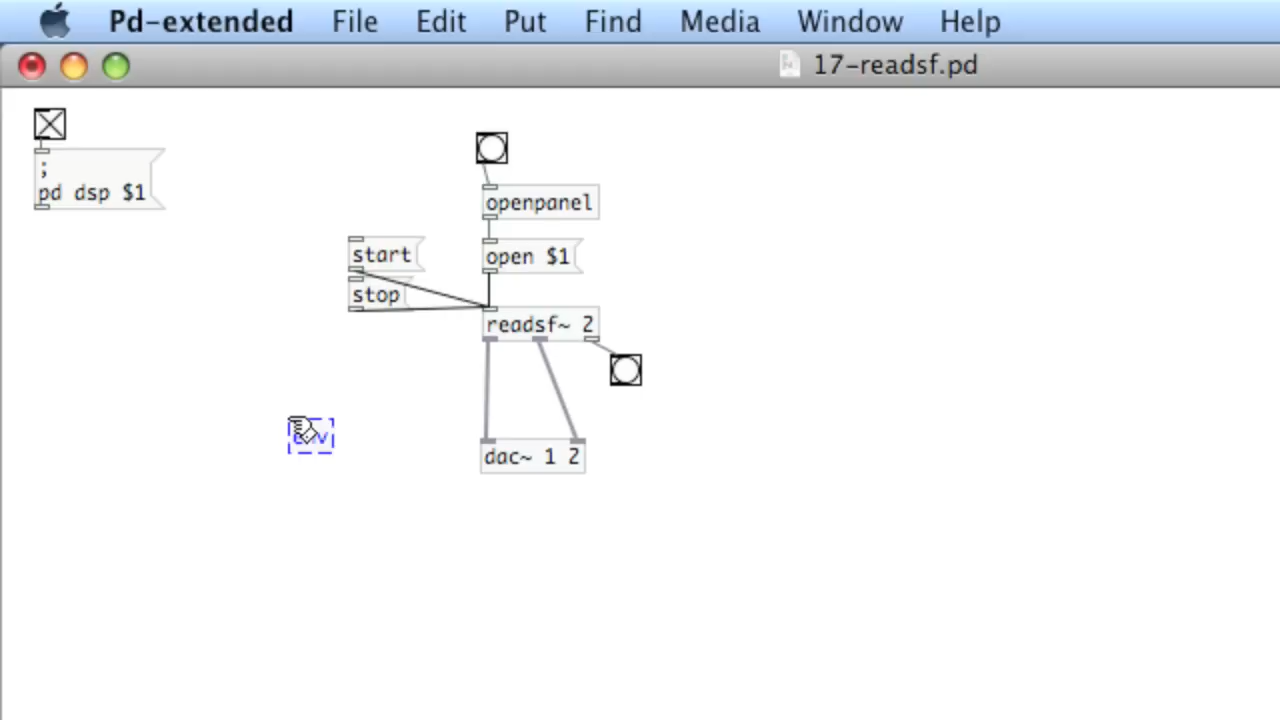 Pd-extended File Edit Put Find Media Window Help
17-readsf.pd
;
pd dsp $1
openpanel
start
open $1
stop
readsf~ 2
dac~ 1 2